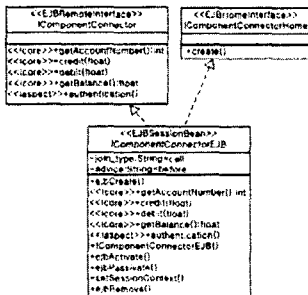 <<EJBRemoteInterface>>
IComponentConnector
<<core>>+getAccountNumber(): int
<<core>>+credit(float)
<<core>>+debit(float)
<<core>>+getBalance():float
<<aspect>>+authentication()
<<EJBHomeInterface>>
IComponentConnectorHome
+create()
<<EJBSessionBean>>
IComponentConnectorEJB
-join_type:String=call
-advice:String=before
+ejbCreate()
<<core>>+getAccountNumber() int
<<core>>+credit(float)
<<core>>+debit(float)
<<core>>+getBalance():float
<<aspect>>+authentication()
+IComponentConnectorEJB()
+ejbActivate()
+ejbPassivate()
+setSessionContext()
+ejbRemove()